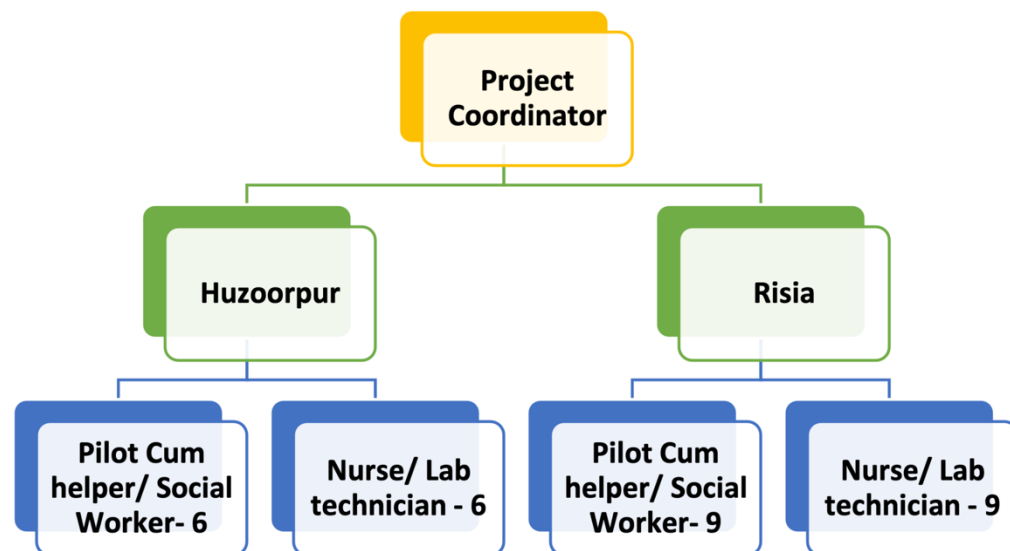 Project
Coordinator
Huzoorpur
Risia
Pilot Cum
helper/ Social
Worker- 6
Nurse/ Lab
technician - 6
Pilot Cum
helper/ Social
Worker- 9
Nurse/ Lab
technician - 9